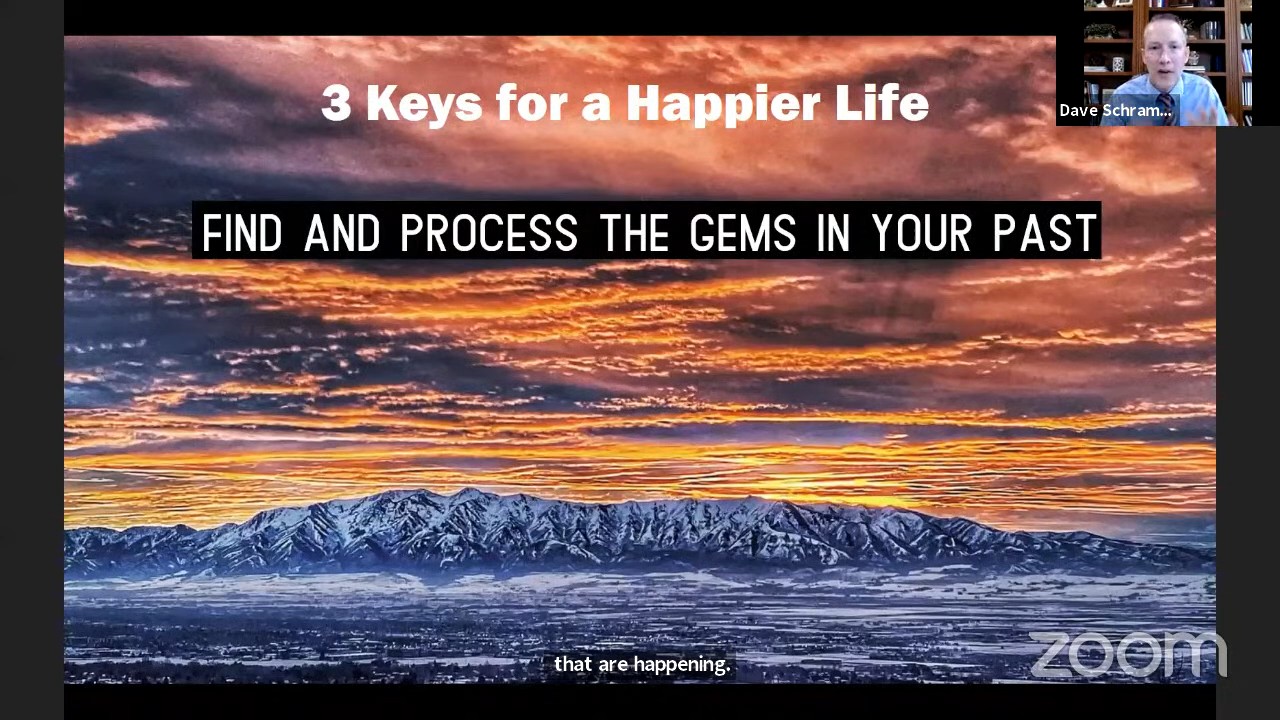 3 Keys for a Happier Life
Dave Schram...
FIND AND PROCESS THE GEMS IN YOUR PAST
that are happening.
zoom